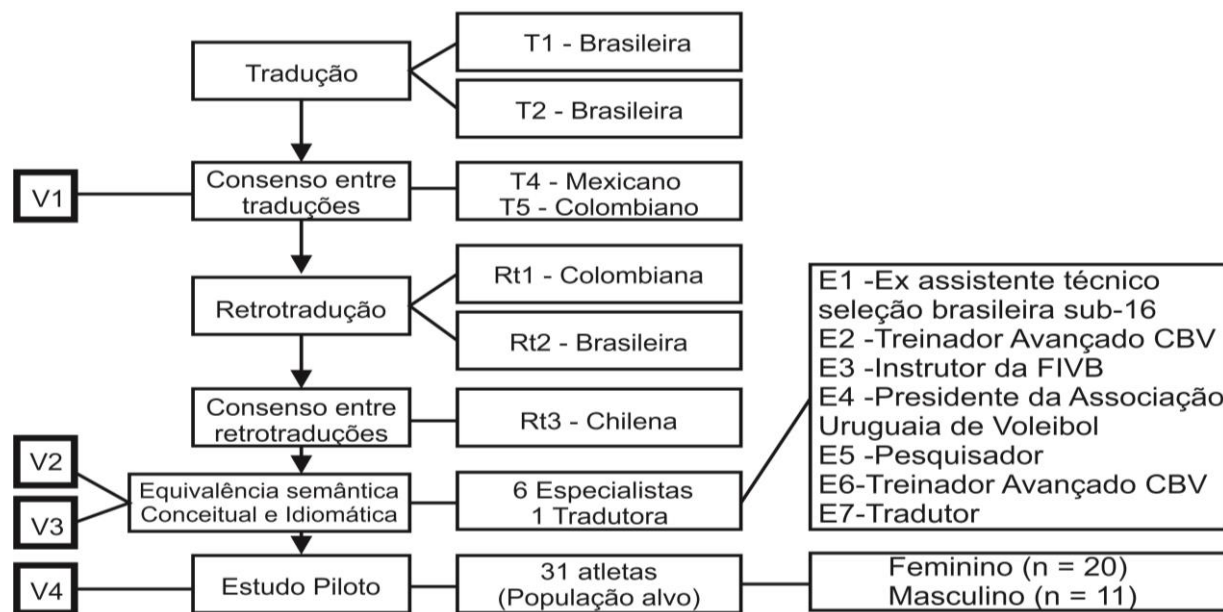 Tradução
T1 - Brasileira
T2 - Brasileira
V1
Consenso entre
traduções
T4 - Mexicano
T5 - Colombiano
Retrotradução
Rt1 - Colombiana
Rt2 - Brasileira
Consenso entre
retrotraduções
Rt3 - Chilena
V2
V3
Equivalência semântica
Conceitual e Idiomática
6 Especialistas
1 Tradutora
E1 -Ex assistente técnico
seleção brasileira sub-16
E2 -Treinador Avançado CBV
E3 -Instrutor da FIVB
E4 -Presidente da Associação
Uruguaia de Voleibol
E5 -Pesquisador
E6-Treinador Avançado CBV
E7-Tradutor
V4
Estudo Piloto
31 atletas
(População alvo)
Feminino (n = 20)
Masculino (n = 11)